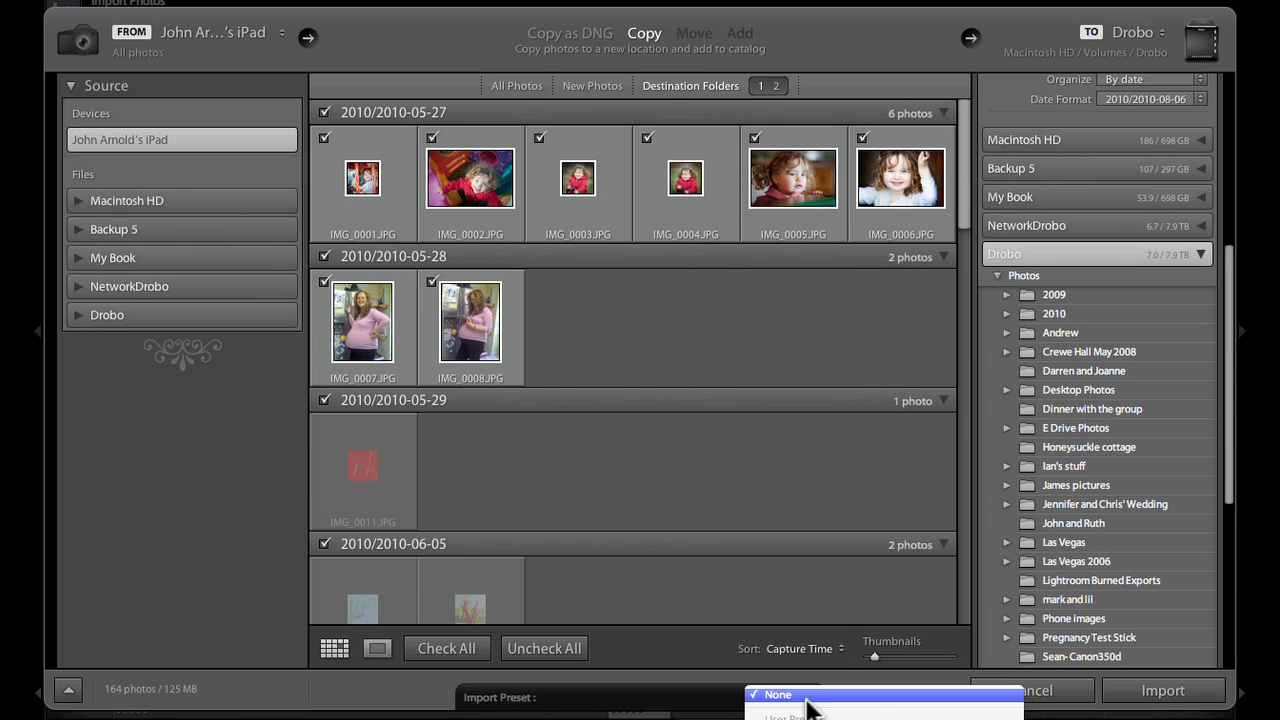 Import Photos
FROM John Ar...'s iPad
All photos
Copy as DNG Copy Move Add
Copy photos to a new location and add to catalog
TO Drobo
Macintosh HD / Volumes / Drobo
Source
Devices
John Arnold's iPad
Files
Macintosh HD
Backup 5
My Book
NetworkDrobo
Drobo
All Photos New Photos Destination Folders 1 2
2010/2010-05-27 6 photos
IMG_0001.JPG IMG_0002.JPG IMG_0003.JPG IMG_0004.JPG IMG_0005.JPG IMG_0006.JPG
2010/2010-05-28 2 photos
IMG_0007.JPG IMG_0008.JPG
2010/2010-05-29 1 photo
IMG_0011.JPG
2010/2010-06-05 2 photos
Check All Uncheck All Sort: Capture Time Thumbnails
Organize By date
Date Format 2010/2010-08-06
Macintosh HD 186 / 698 GB
Backup 5 107 / 297 GB
My Book 53.9 / 698 GB
NetworkDrobo 6.7 / 7.9 TB
Drobo 7.0 / 7.9 TB
Photos
2009
2010
Andrew
Crewe Hall May 2008
Darren and Joanne
Desktop Photos
Dinner with the group
E Drive Photos
Honeysuckle cottage
Ian's stuff
James pictures
Jennifer and Chris' Wedding
John and Ruth
Las Vegas
Las Vegas 2006
Lightroom Burned Exports
mark and lil
Phone images
Pregnancy Test Stick
Sean- Canon350d
164 photos / 125 MB
Import Preset :
None
ancel Import